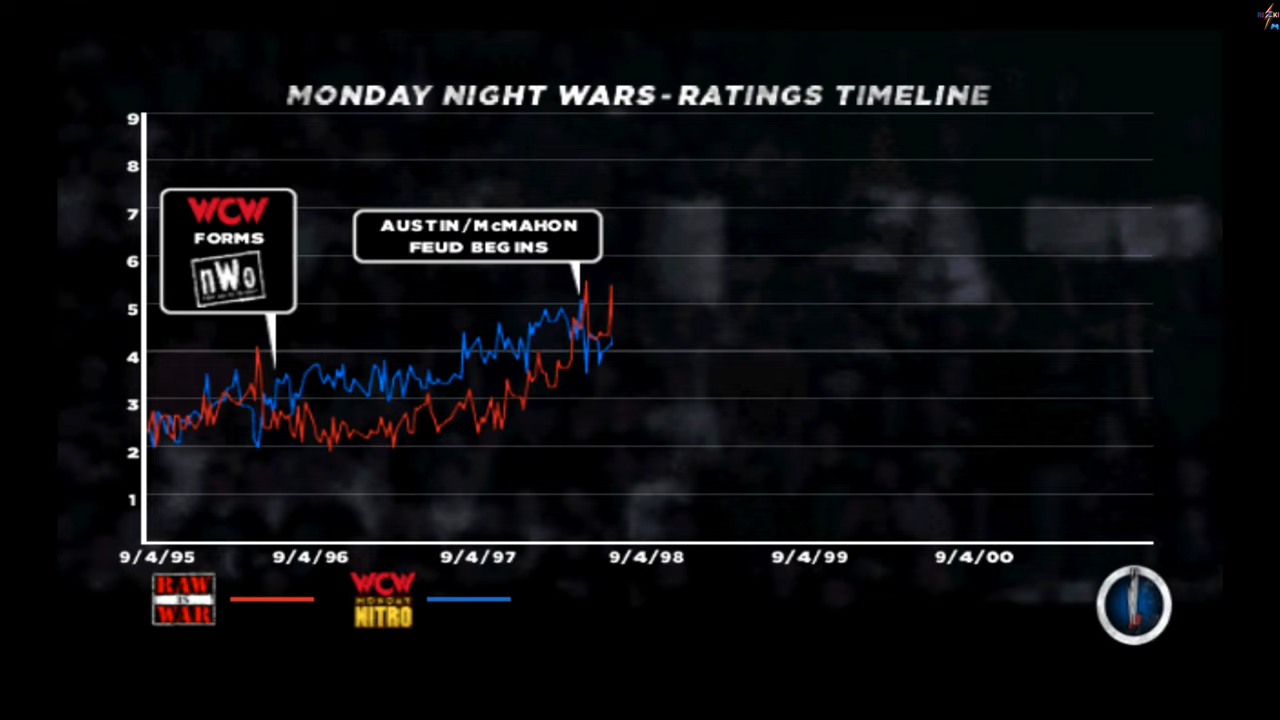 MONDAY NIGHT WARS - RATINGS TIMELINE
9
8
7
6
5
4
3
2
1
WCW
FORMS
nWo
AUSTIN/McMAHON
FEUD BEGINS
9/4/95 9/4/96 9/4/97 9/4/98 9/4/99 9/4/00
RAW
IS
WAR
WCW
MONDAY
NITRO